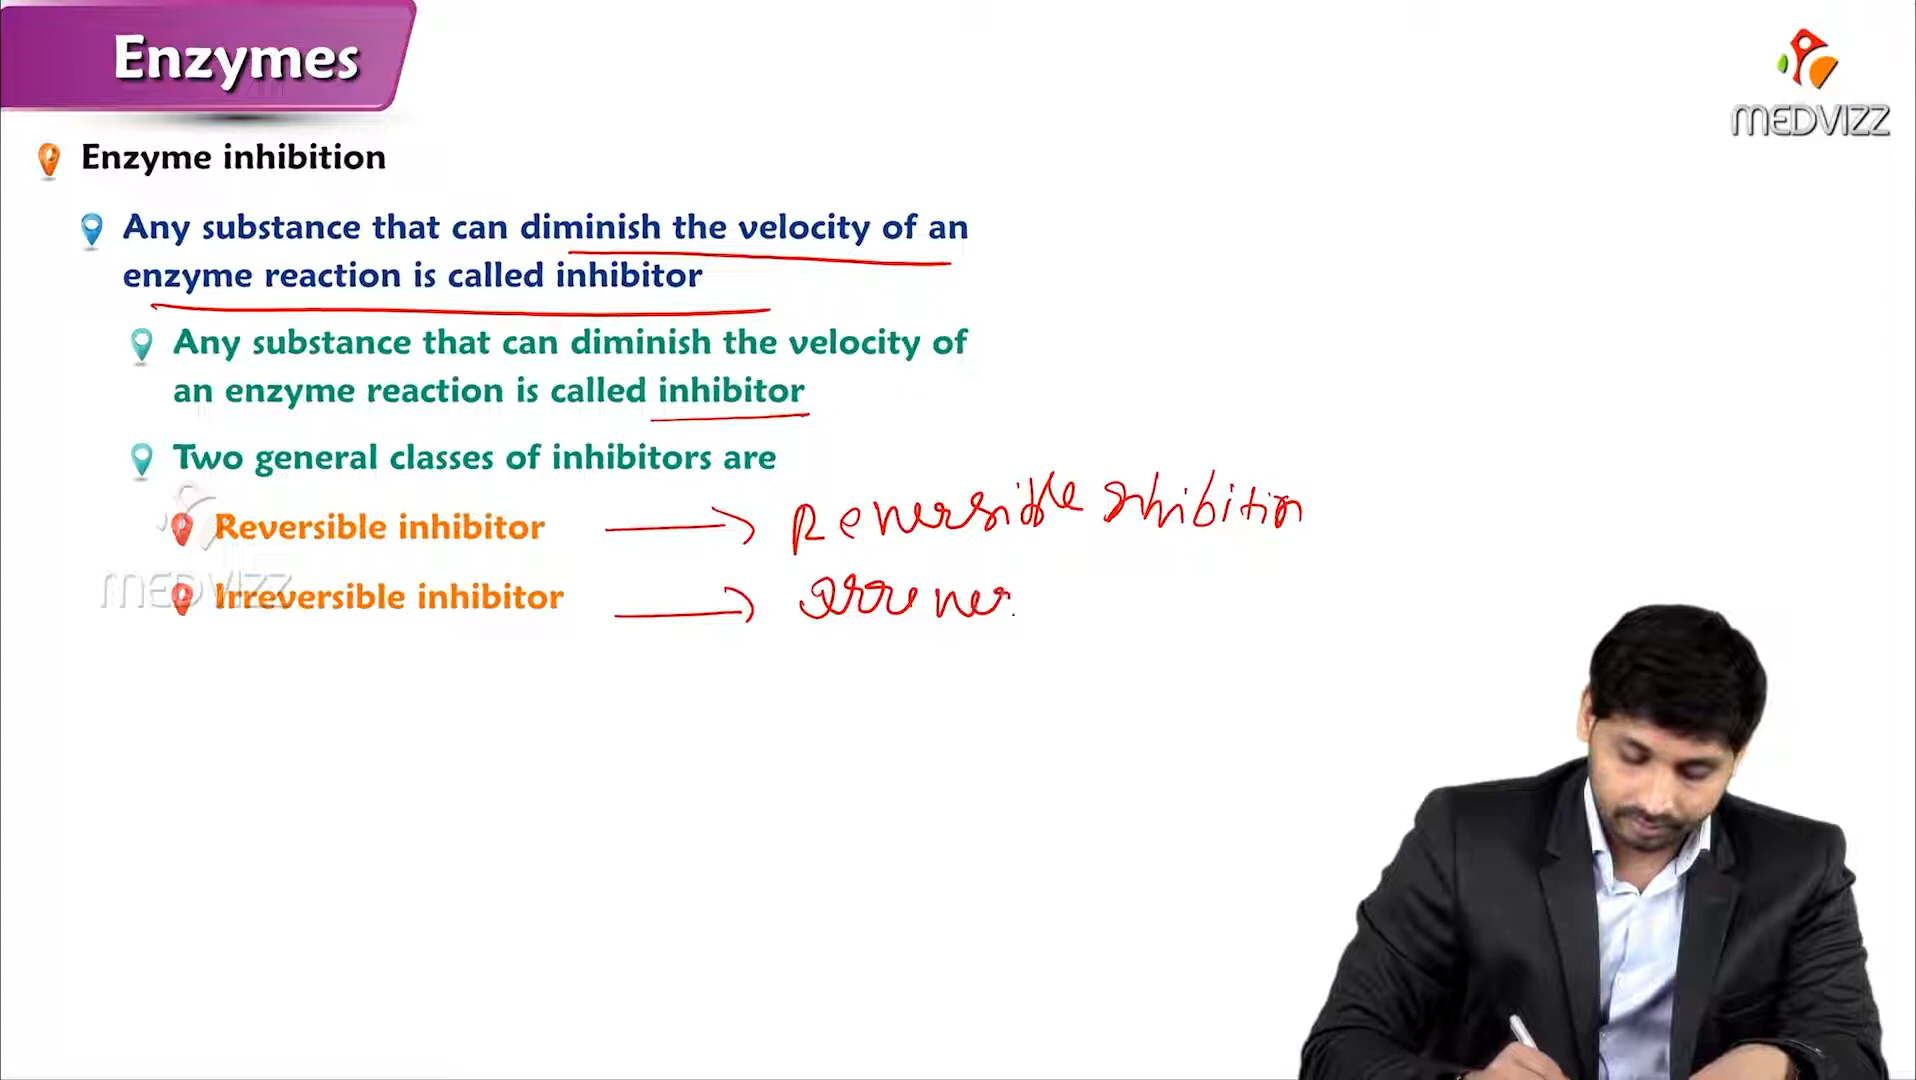 Enzymes
MEDVIZZ
Enzyme inhibition
Any substance that can diminish the velocity of an
enzyme reaction is called inhibitor
Any substance that can diminish the velocity of
an enzyme reaction is called inhibitor
Two general classes of inhibitors are
Reversible inhibitor → Reversible Inhibition
MEDVIZZ
Irreversible inhibitor → Irrever